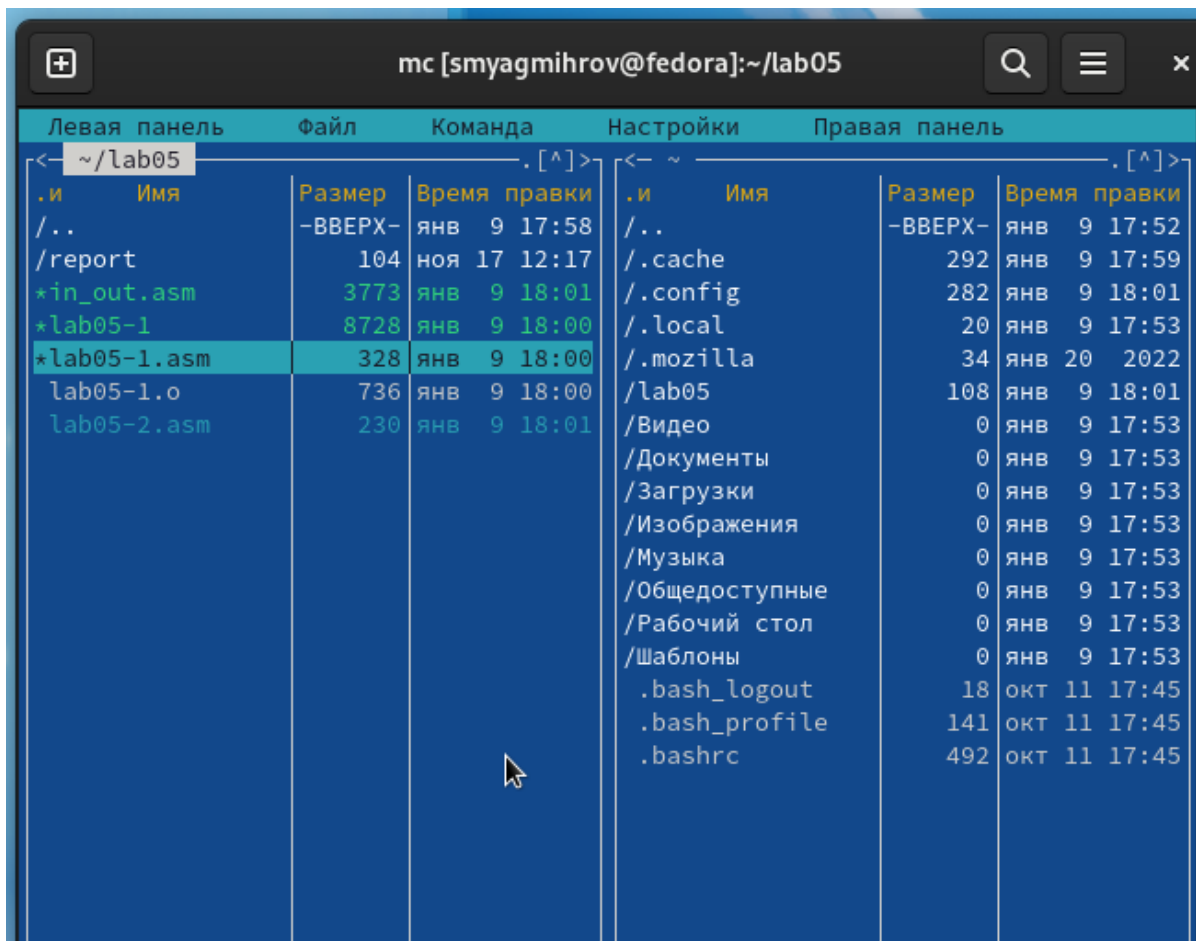 mc [smyagmihrov@fedora]:~/lab05
Левая панель Файл Команда Настройки Правая панель
<— ~/lab05 .[^]>
.и Имя Размер Время правки
/.. -ВВЕРХ- янв 9 17:58
/report 104 ноя 17 12:17
*in_out.asm 3773 янв 9 18:01
*lab05-1 8728 янв 9 18:00
*lab05-1.asm 328 янв 9 18:00
lab05-1.o 736 янв 9 18:00
lab05-2.asm 230 янв 9 18:01
<— ~ .[^]>
.и Имя Размер Время правки
/.. -ВВЕРХ- янв 9 17:52
/.cache 292 янв 9 17:59
/.config 282 янв 9 18:01
/.local 20 янв 9 17:53
/.mozilla 34 янв 20 2022
/lab05 108 янв 9 18:01
/Видео 0 янв 9 17:53
/Документы 0 янв 9 17:53
/Загрузки 0 янв 9 17:53
/Изображения 0 янв 9 17:53
/Музыка 0 янв 9 17:53
/Общедоступные 0 янв 9 17:53
/Рабочий стол 0 янв 9 17:53
/Шаблоны 0 янв 9 17:53
.bash_logout 18 окт 11 17:45
.bash_profile 141 окт 11 17:45
.bashrc 492 окт 11 17:45